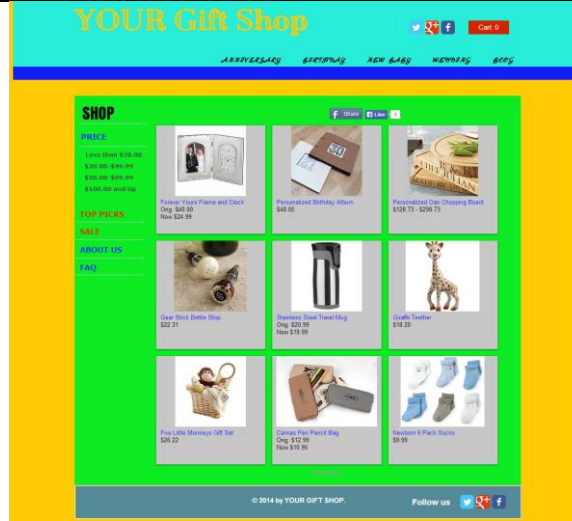 YOUR Gift Shop
Cart: 0
ANNIVERSARY BIRTHDAY NEW BABY WEDDING BLOG
SHOP
Share Like 0
PRICE
Less than $20.00
$20.00-$49.99
$50.00-$99.99
$100.00 and Up
TOP PICKS
SALE
ABOUT US
FAQ
Forever Yours Frame and Clock
Orig. $40.00
Now $24.99
Personalized Birthday Album
$40.00
Personalized Oak Chopping Board
$128.73 - $298.73
Gear Stick Bottle Stop
$22.31
Stainless Steel Travel Mug
Orig. $20.99
Now $19.99
Giraffe Teether
$18.20
Five Little Monkeys Gift Set
$26.22
Canvas Pen Pencil Bag
Orig. $12.99
Now $10.95
Newborn 6 Pack Socks
$9.99
© 2014 by YOUR GIFT SHOP.
Follow us